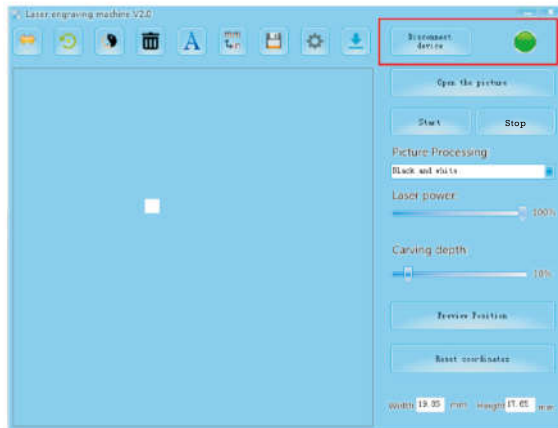 Laser engraving machine V2.0
A
Disconnect
device
Open the picture
Start Stop
Picture Processing
Black and white
Laser power
100%
Carving depth
10%
Preview Position
Reset coordinates
Width 19.05 mm Height 17.65 mm